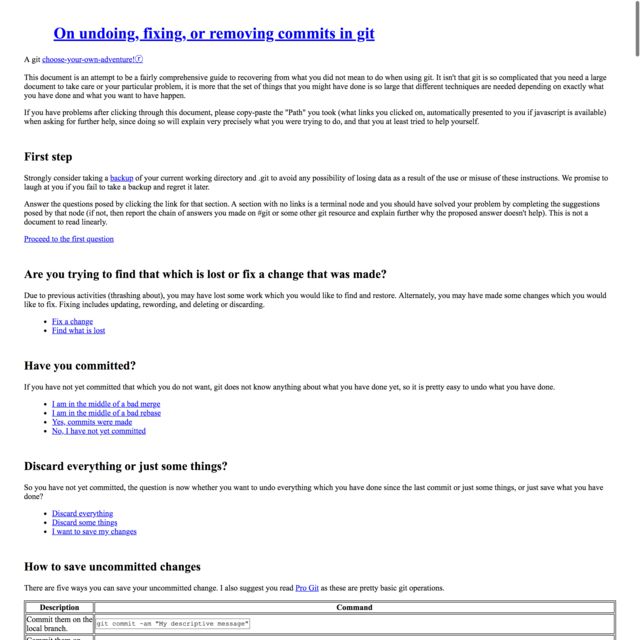 On undoing, fixing, or removing commits in git
A git choose-your-own-adventure!Ⓡ
This document is an attempt to be a fairly comprehensive guide to recovering from what you did not mean to do when using git. It isn't that git is so complicated that you need a large
document to take care or your particular problem, it is more that the set of things that you might have done is so large that different techniques are needed depending on exactly what
you have done and what you want to have happen.
If you have problems after clicking through this document, please copy-paste the "Path" you took (what links you clicked on, automatically presented to you if javascript is available)
when asking for further help, since doing so will explain very precisely what you were trying to do, and that you at least tried to help yourself.
First step
Strongly consider taking a backup of your current working directory and .git to avoid any possibility of losing data as a result of the use or misuse of these instructions. We promise to
laugh at you if you fail to take a backup and regret it later.
Answer the questions posed by clicking the link for that section. A section with no links is a terminal node and you should have solved your problem by completing the suggestions
posed by that node (if not, then report the chain of answers you made on #git or some other git resource and explain further why the proposed answer doesn't help). This is not a
document to read linearly.
Proceed to the first question
Are you trying to find that which is lost or fix a change that was made?
Due to previous activities (thrashing about), you may have lost some work which you would like to find and restore. Alternately, you may have made some changes which you would
like to fix. Fixing includes updating, rewording, and deleting or discarding.
• Fix a change
• Find what is lost
Have you committed?
If you have not yet committed that which you do not want, git does not know anything about what you have done yet, so it is pretty easy to undo what you have done.
• I am in the middle of a bad merge
• I am in the middle of a bad rebase
• Yes, commits were made
• No, I have not yet committed
Discard everything or just some things?
So you have not yet committed, the question is now whether you want to undo everything which you have done since the last commit or just some things, or just save what you have
done?
• Discard everything
• Discard some things
• I want to save my changes
How to save uncommitted changes
There are five ways you can save your uncommitted change. I also suggest you read Pro Git as these are pretty basic git operations.
Description Command
Commit them on the
local branch. git commit -am "My descriptive message"